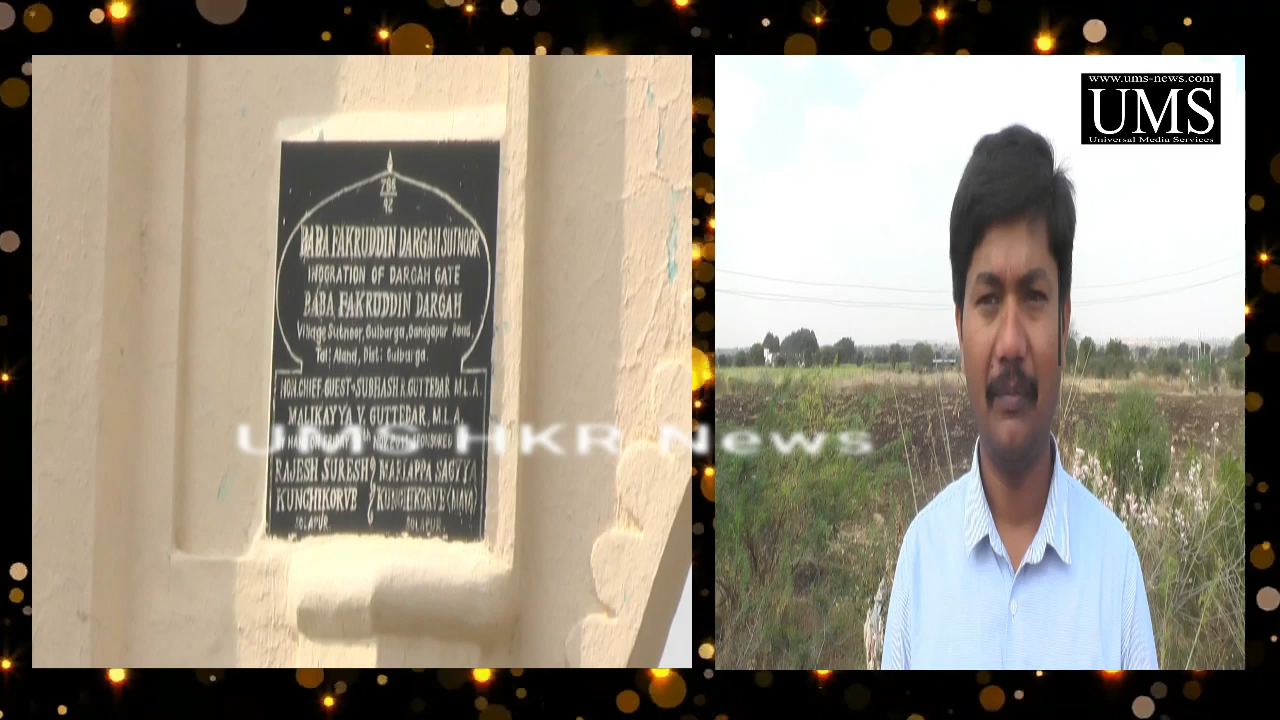 786
92
BABA FAKRUDDIN DARGAH SUTNOOR
INOGRATION OF DARGAH GATE
BABA FAKRUDDIN DARGAH
Village Sutnoor, Gulbarga, Ganagapur Road,
Tal: Aland, Dist: Gulbarga.
HON. CHIEF. GUEST SUBHASH R. GUTTEDAR, M.L.A.
MALIKAYYA V. GUTTEDAR, M.L.A.
RAJESH SURESH & MARIAPPA SAGYYA
KUNCHIKORVE KUNCHIKORVE (MAYA)
SOLAPUR. SOLAPUR.
UMS HKR News
www.ums-news.com
UMS
Universal Media Services